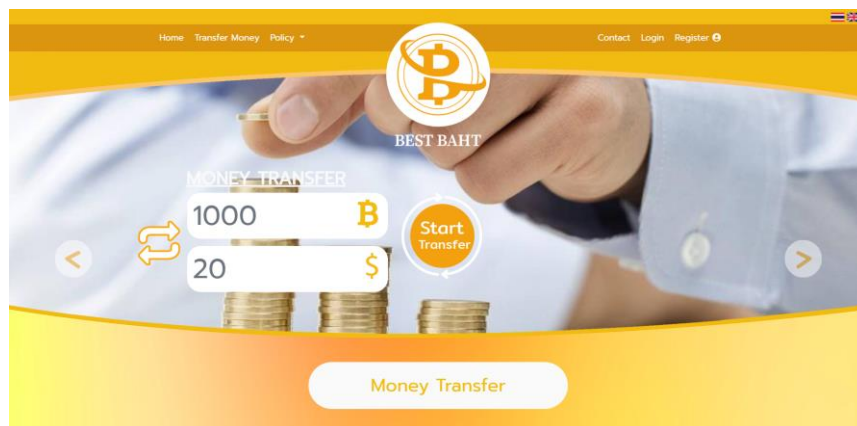 Home Transfer Money Policy
Contact Login Register
BEST BAHT
MONEY TRANSFER
1000 ฿
20 $
Start
Transfer
<
>
Money Transfer